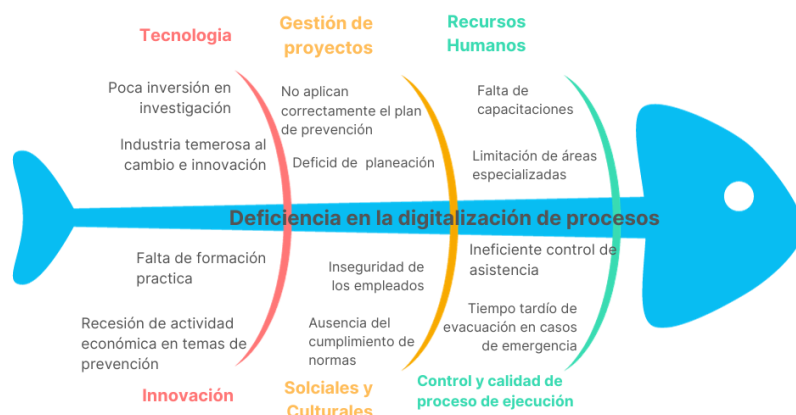 Tecnologia
Gestión de
proyectos
Recursos
Humanos
Poca inversión en
investigación
Industria temerosa al
cambio e innovación
No aplican
correctamente el plan
de prevención
Deficid de planeación
Falta de
capacitaciones
Limitación de áreas
especializadas
Deficiencia en la digitalización de procesos
Falta de formación
practica
Recesión de actividad
económica en temas de
prevención
Inseguridad de
los empleados
Ausencia del
cumplimiento de
normas
Ineficiente control de
asistencia
Tiempo tardío de
evacuación en casos
de emergencia
Innovación
Solciales y
Culturales
Control y calidad de
proceso de ejecución